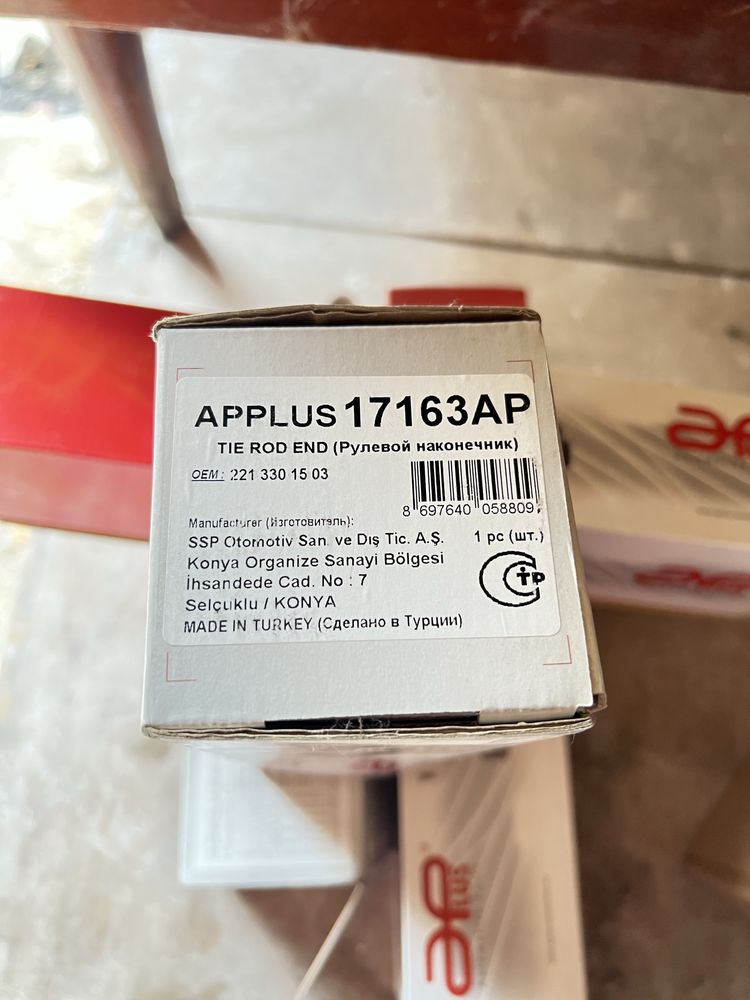 APPLUS 17163AP
TIE ROD END (Рулевой наконечник)
OEM : 221 330 15 03
8 697640 058809
Manufacturer (Изготовитель):
SSP Otomotiv San. ve Dış Tic. A.Ş. 1 pc (шт.)
Konya Organize Sanayi Bölgesi
İhsandede Cad. No : 7
Selçuklu / KONYA
MADE IN TURKEY (Сделано в Турции)